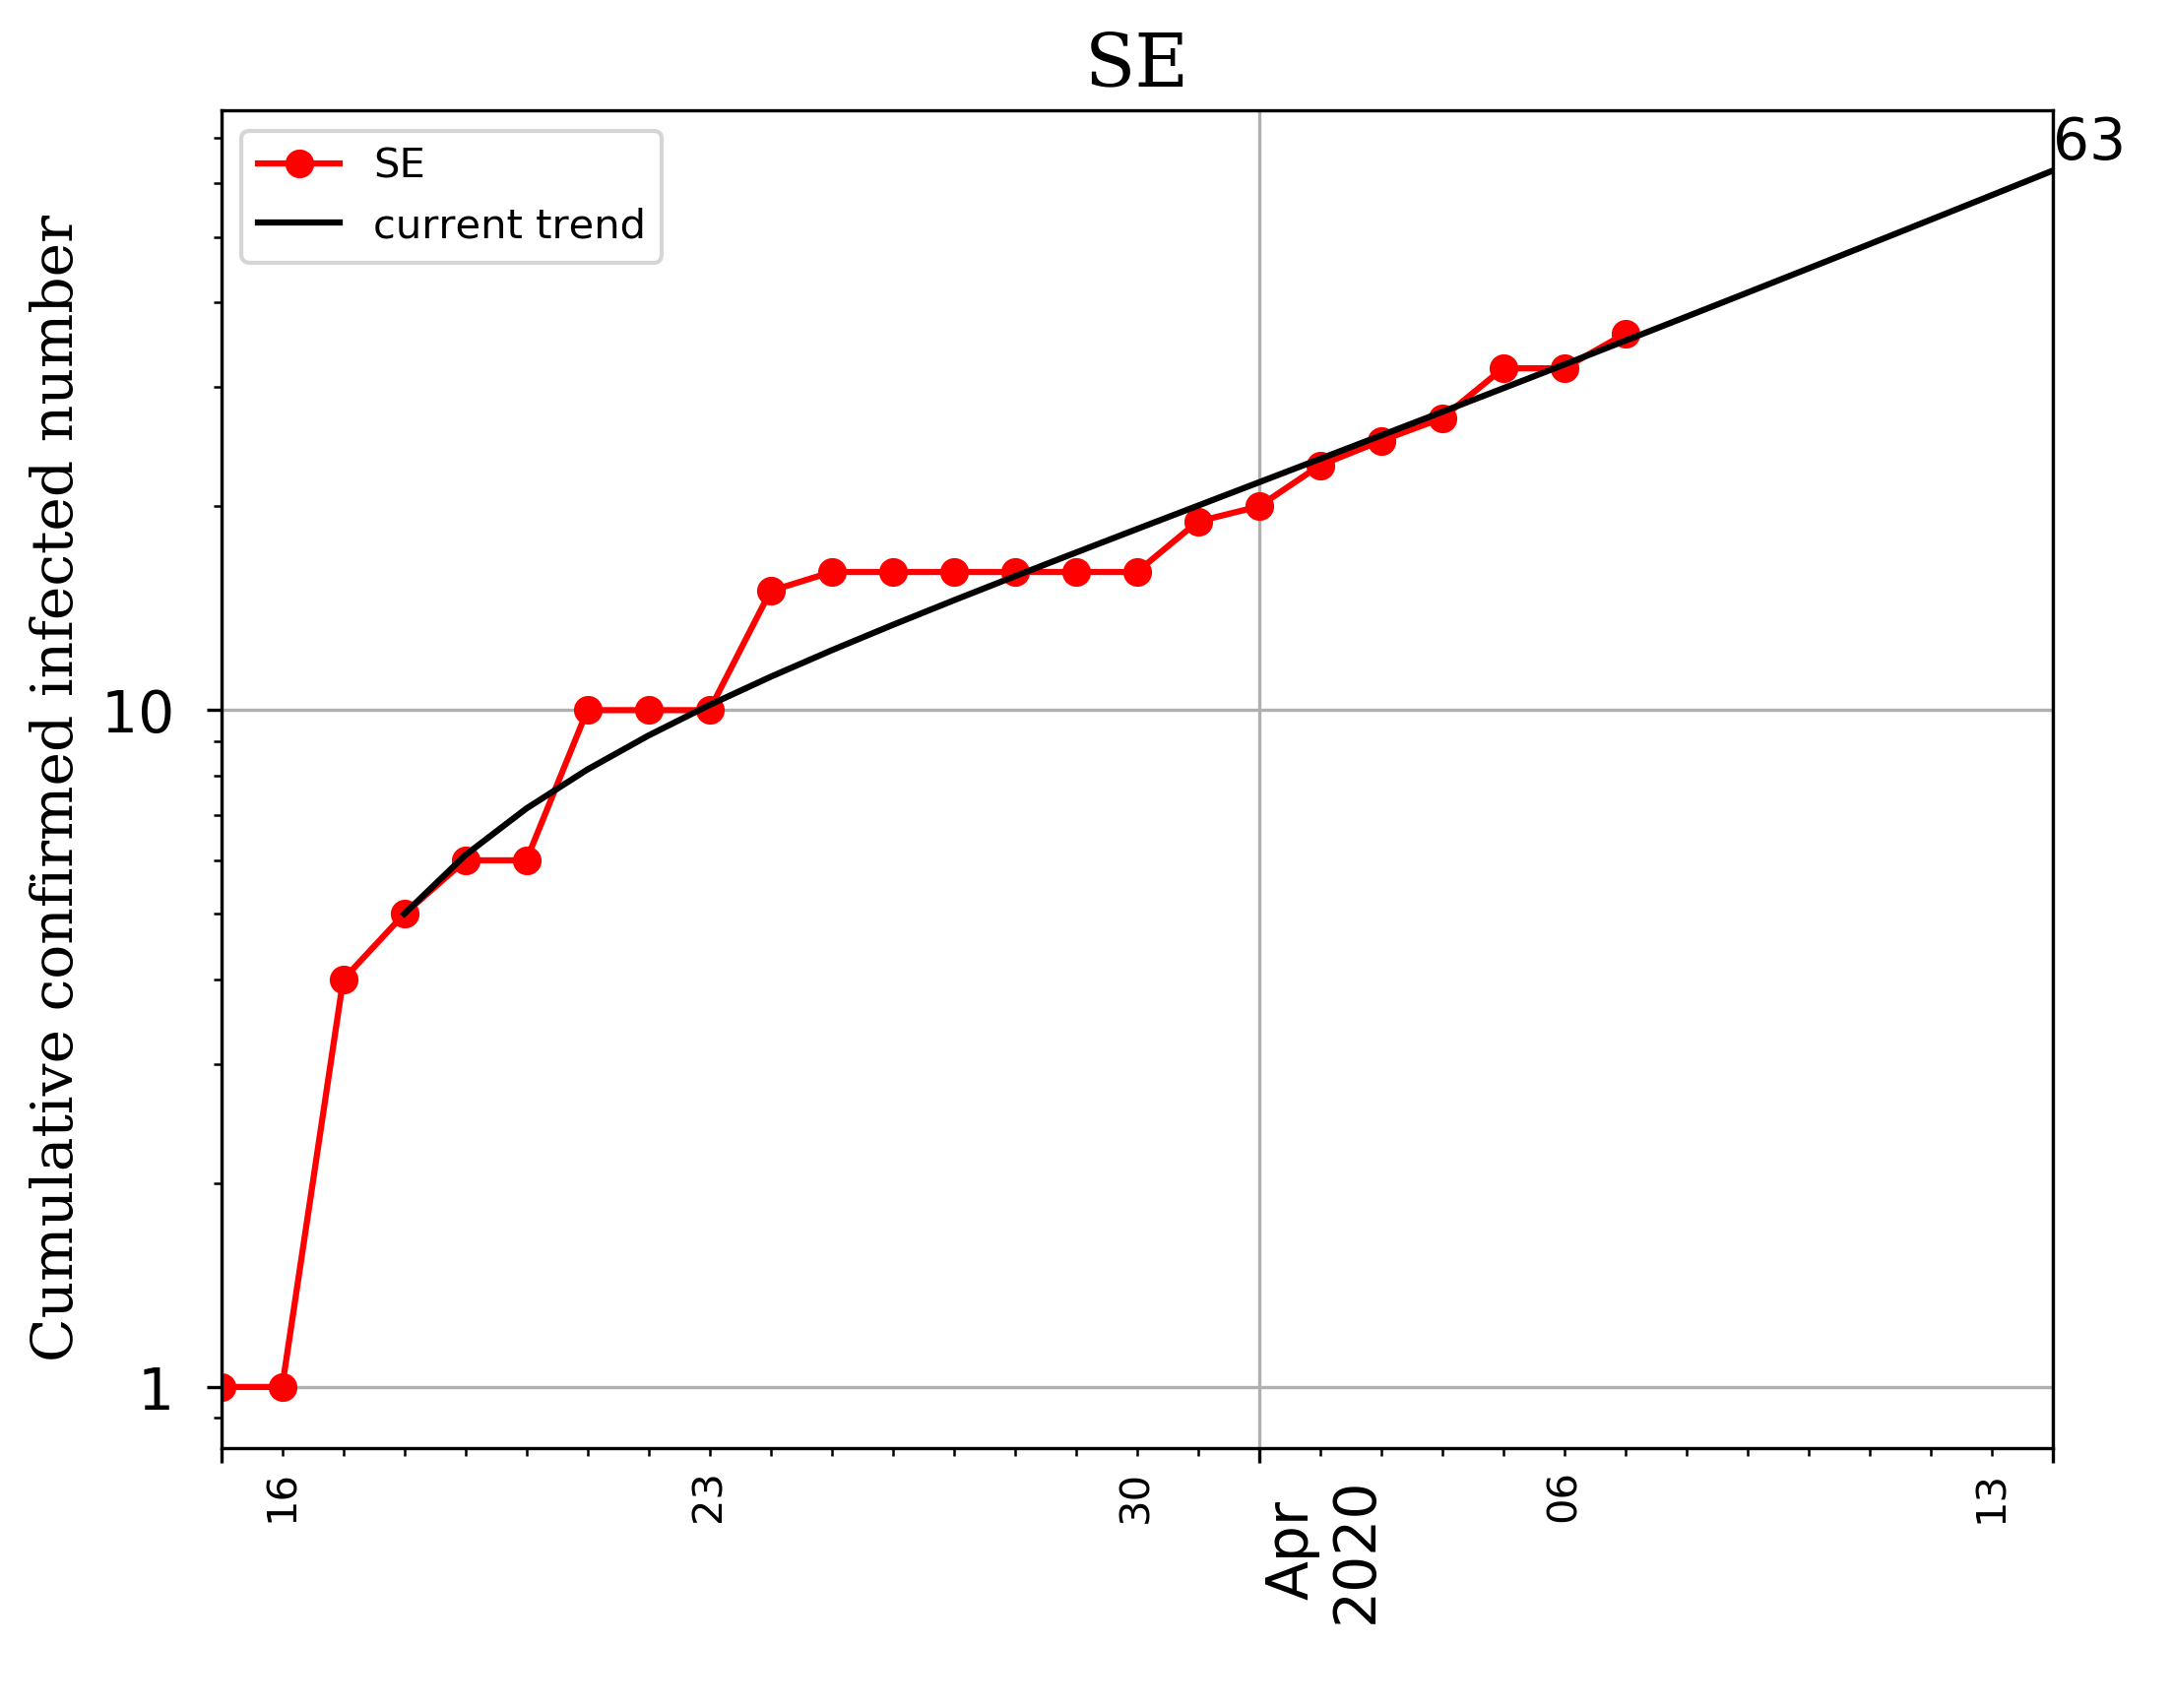 SE
63
SE
current trend
Cumulative confirmed infected number
10
1
16
23
30
Apr
2020
06
13